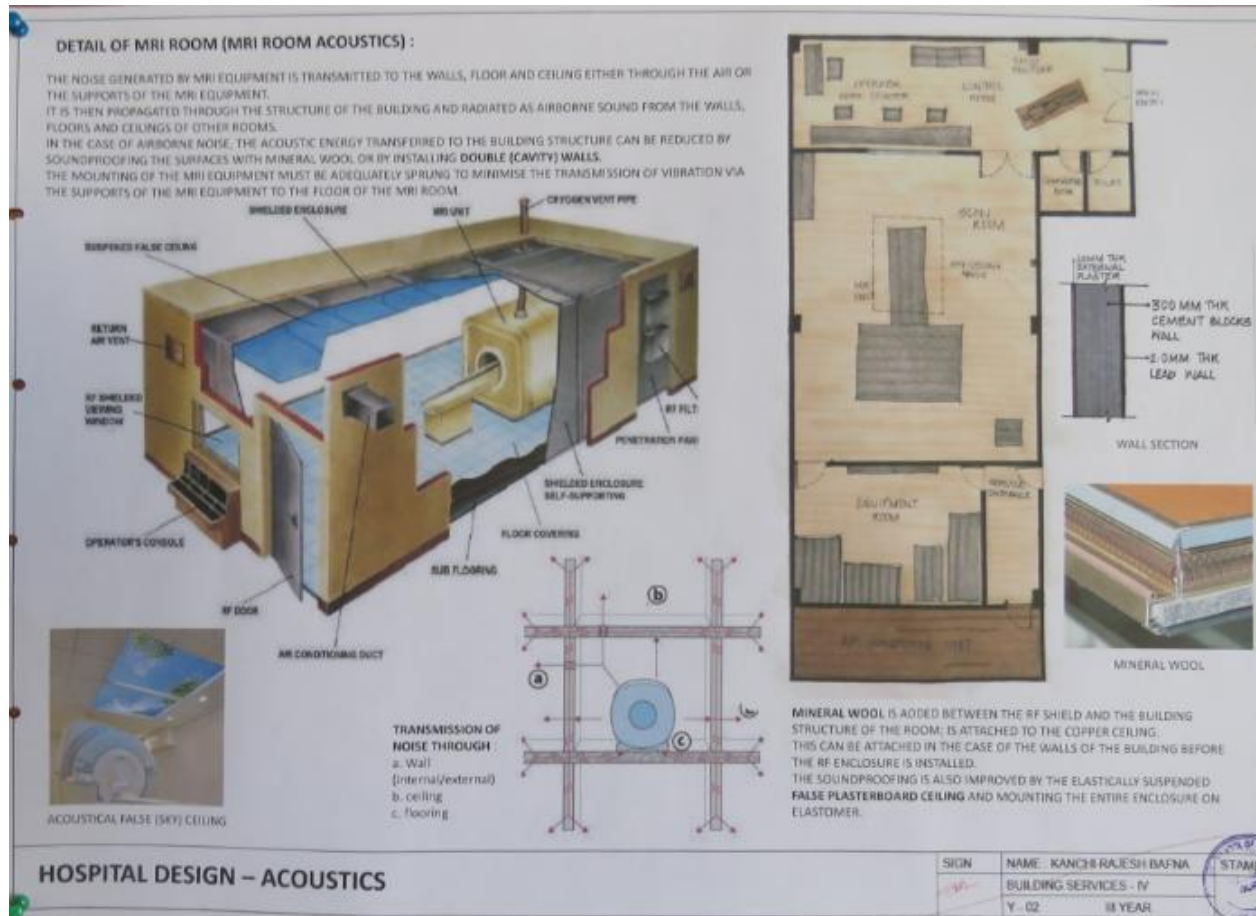 DETAIL OF MRI ROOM (MRI ROOM ACOUSTICS) :
THE NOISE GENERATED BY MRI EQUIPMENT IS TRANSMITTED TO THE WALLS, FLOOR AND CEILING EITHER THROUGH THE AIR OR
THE SUPPORTS OF THE MRI EQUIPMENT.
IT IS THEN PROPAGATED THROUGH THE STRUCTURE OF THE BUILDING AND RADIATED AS AIRBORNE SOUND FROM THE WALLS,
FLOORS AND CEILINGS OF OTHER ROOMS.
IN THE CASE OF AIRBORNE NOISE, THE ACOUSTIC ENERGY TRANSFERRED TO THE BUILDING STRUCTURE CAN BE REDUCED BY
SOUNDPROOFING THE SURFACES WITH MINERAL WOOL OR BY INSTALLING DOUBLE (CAVITY) WALLS.
THE MOUNTING OF THE MRI EQUIPMENT MUST BE ADEQUATELY SPRUNG TO MINIMISE THE TRANSMISSION OF VIBRATION VIA
THE SUPPORTS OF THE MRI EQUIPMENT TO THE FLOOR OF THE MRI ROOM.
CRYOGEN VENT PIPE
SHIELDED ENCLOSURE
MRI UNIT
SUSPENED FALSE CEILING
RETURN
AIR VENT
RF SHIELDED
VIEWING
WINDOW
OPERATOR'S CONSOLE
RF DOOR
AIR CONDITIONING DUCT
SUB FLOORING
FLOOR COVERING
SHIELDED ENCLOSURE
SELF-SUPPORTING
PENETRATION
RF
CONTROL
ROOM
TOILET
SCAN
ROOM
EQUIPMENT
ROOM
SERVICE
ENTRANCE
EXTERNAL
PLASTER
300 MM THK
CEMENT BLOCKS
WALL
2.0MM THK
LEAD WALL
WALL SECTION
MINERAL WOOL
ACOUSTICAL FALSE (SKY) CEILING
TRANSMISSION OF
NOISE THROUGH
a. Wall
(internal/external)
b. ceiling
c. flooring
a
b
c
MINERAL WOOL IS ADDED BETWEEN THE RF SHIELD AND THE BUILDING
STRUCTURE OF THE ROOM; IS ATTACHED TO THE COPPER CEILING.
THIS CAN BE ATTACHED IN THE CASE OF THE WALLS OF THE BUILDING BEFORE
THE RF ENCLOSURE IS INSTALLED.
THE SOUNDPROOFING IS ALSO IMPROVED BY THE ELASTICALLY SUSPENDED
FALSE PLASTERBOARD CEILING AND MOUNTING THE ENTIRE ENCLOSURE ON
ELASTOMER.
HOSPITAL DESIGN – ACOUSTICS
SIGN
NAME KANCHI RAJESH BAFNA
BUILDING SERVICES - IV
Y - 02 III YEAR
STAMP